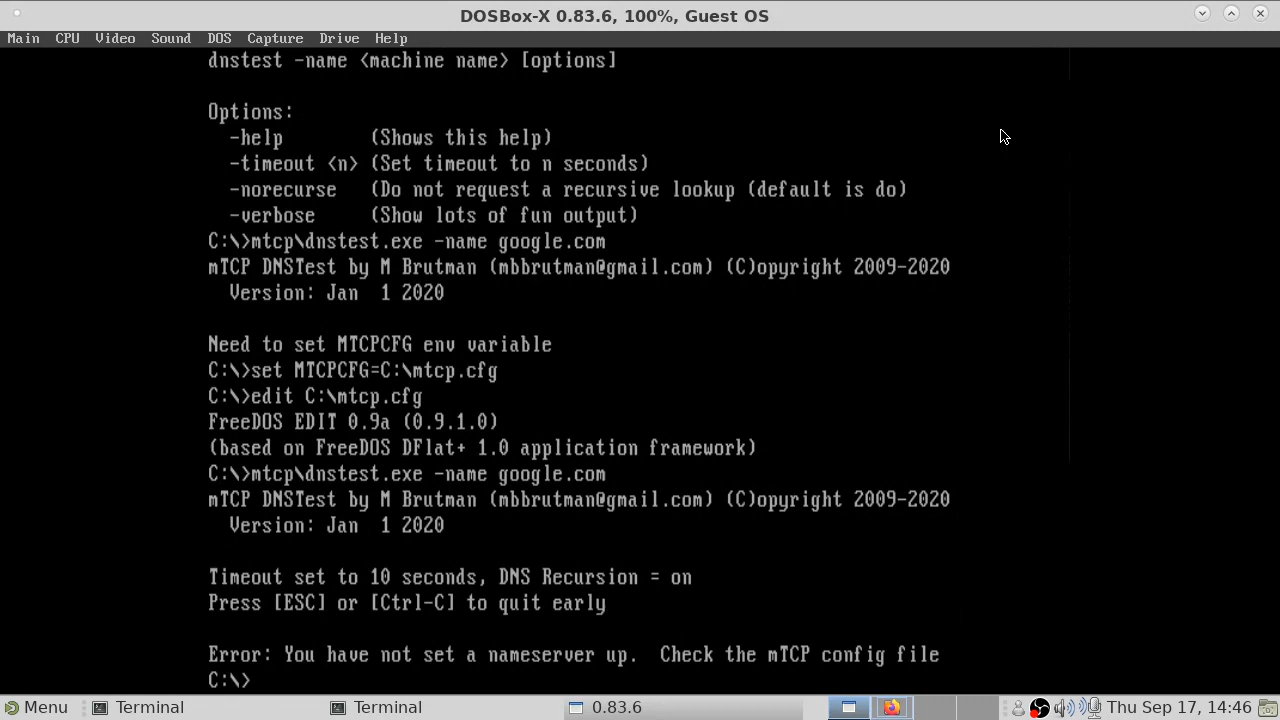 DOSBox-X 0.83.6, 100%, Guest OS
Main CPU Video Sound DOS Capture Drive Help
dnstest -name <machine name> [options]
Options:
-help (Shows this help)
-timeout <n> (Set timeout to n seconds)
-norecurse (Do not request a recursive lookup (default is do)
-verbose (Show lots of fun output)
C:\>mtcp\dnstest.exe -name google.com
mTCP DNSTest by M Brutman (mbbrutman@gmail.com) (C)opyright 2009-2020
Version: Jan  1 2020
Need to set MTCPCFG env variable
C:\>set MTCPCFG=C:\mtcp.cfg
C:\>edit C:\mtcp.cfg
FreeDOS EDIT 0.9a (0.9.1.0)
(based on FreeDOS DFlat+ 1.0 application framework)
C:\>mtcp\dnstest.exe -name google.com
mTCP DNSTest by M Brutman (mbbrutman@gmail.com) (C)opyright 2009-2020
Version: Jan  1 2020
Timeout set to 10 seconds, DNS Recursion = on
Press [ESC] or [Ctrl-C] to quit early
Error: You have not set a nameserver up.  Check the mTCP config file
C:\>
Menu Terminal Terminal 0.83.6 Thu Sep 17, 14:46